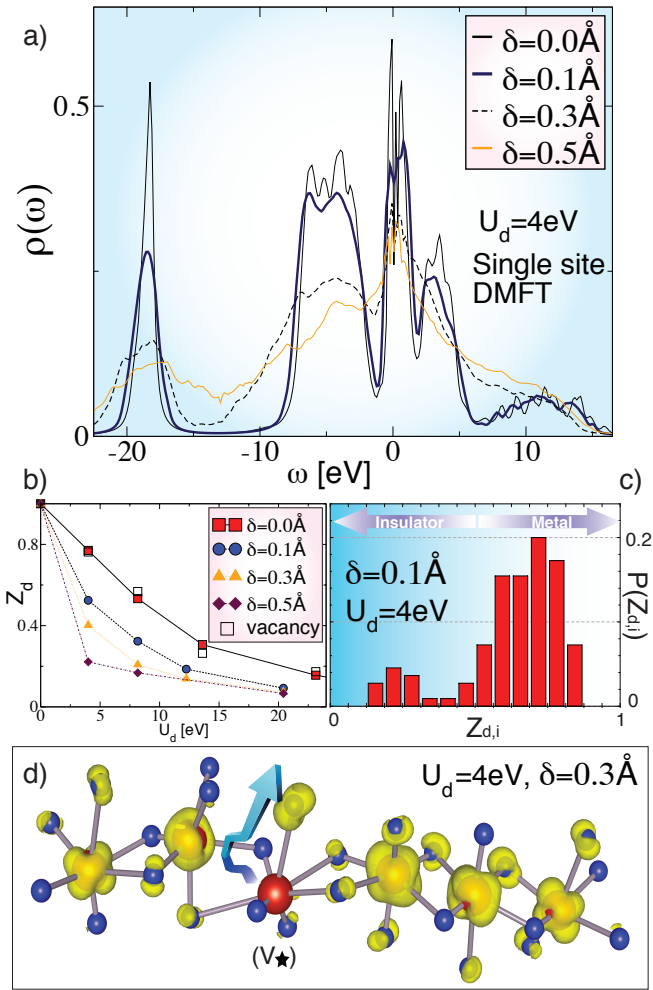 a)
δ=0.0Å
δ=0.1Å
δ=0.3Å
δ=0.5Å
0.5
U_d=4eV
Single site
DMFT
ρ(ω)
0
-20
-10
0
10
ω [eV]
b)
0.8
0.4
0
Z_d
δ=0.0Å
δ=0.1Å
δ=0.3Å
δ=0.5Å
vacancy
0
5
10
15
20
U_d [eV]
c)
Insulator
Metal
δ=0.1Å
U_d=4eV
0.2
0
P(Z_d,i)
0
1
Z_d,i
d)
U_d=4eV, δ=0.3Å
(V★)